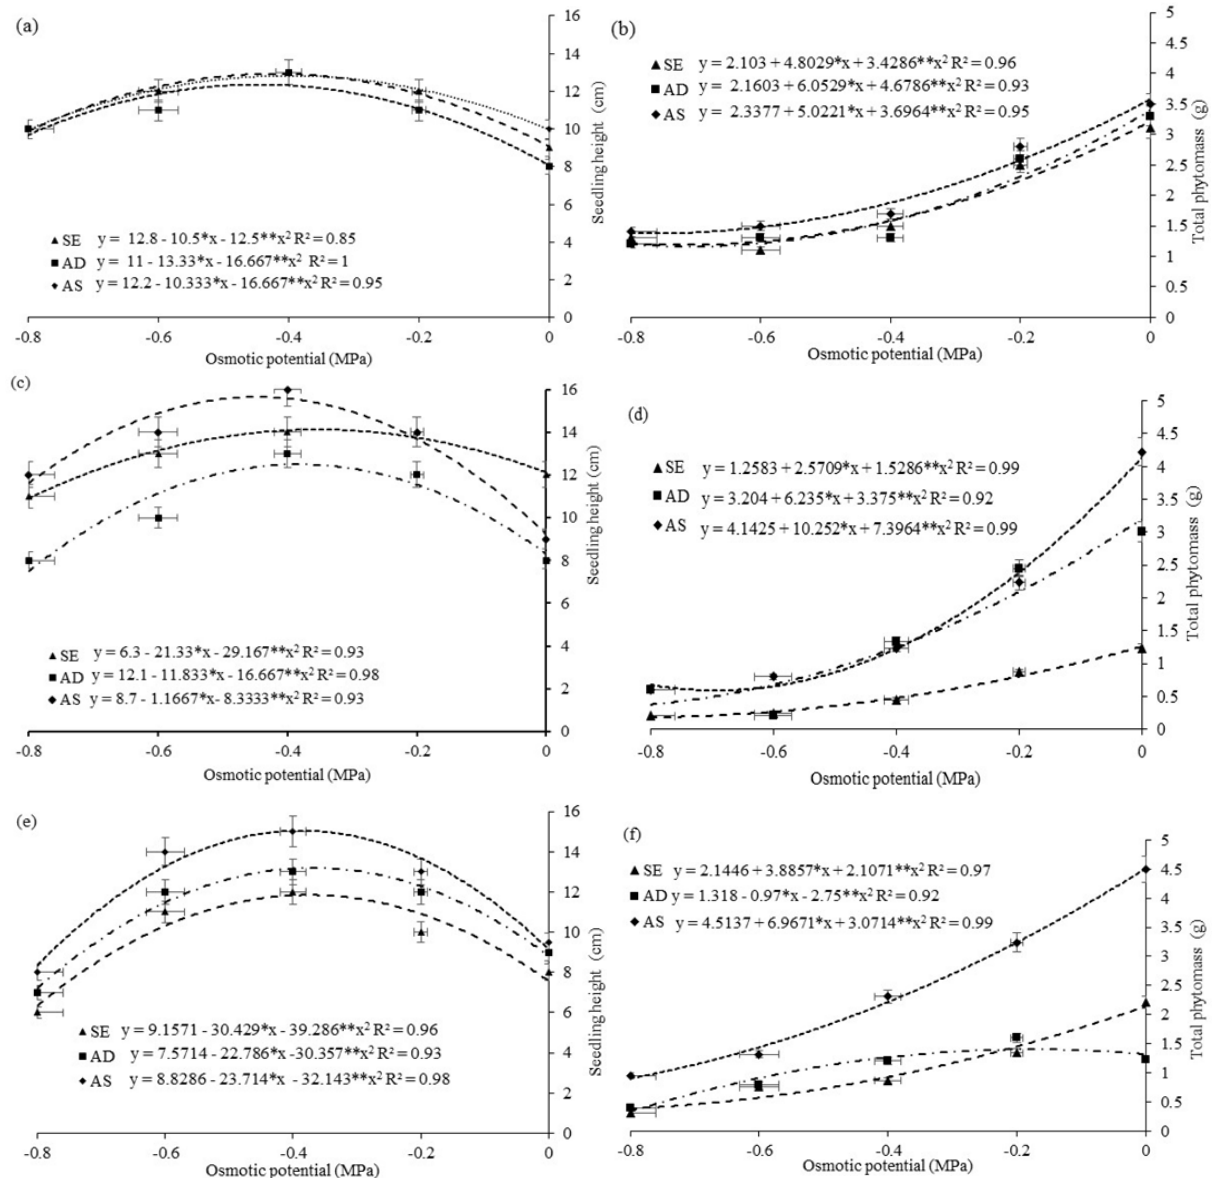 (a)
16
14
12
10
8
6
4
2
0
Seedling height (cm)
▲ SE y = 12.8 - 10.5*x - 12.5**x² R² = 0.85
■ AD y = 11 - 13.33*x - 16.667**x² R² = 1
◆ AS y = 12.2 - 10.333*x - 16.667**x² R² = 0.95
-0.8 -0.6 -0.4 -0.2 0
Osmotic potential (MPa)
(b)
▲ SE y = 2.103 + 4.8029*x + 3.4286**x² R² = 0.96
■ AD y = 2.1603 + 6.0529*x + 4.6786**x² R² = 0.93
◆ AS y = 2.3377 + 5.0221*x + 3.6964**x² R² = 0.95
5
4.5
4
3.5
3
2.5
2
1.5
1
0.5
0
Total phytomass (g)
-0.8 -0.6 -0.4 -0.2 0
Osmotic potential (MPa)
(c)
16
14
12
10
8
6
4
2
0
Seedling height (cm)
▲ SE y = 6.3 - 21.33*x - 29.167**x² R² = 0.93
■ AD y = 12.1 - 11.833*x - 16.667**x² R² = 0.98
◆ AS y = 8.7 - 1.1667*x - 8.3333**x² R² = 0.93
-0.8 -0.6 -0.4 -0.2 0
Osmotic potential (MPa)
(d)
▲ SE y = 1.2583 + 2.5709*x + 1.5286**x² R² = 0.99
■ AD y = 3.204 + 6.235*x + 3.375**x² R² = 0.92
◆ AS y = 4.1425 + 10.252*x + 7.3964**x² R² = 0.99
5
4.5
4
3.5
3
2.5
2
1.5
1
0.5
0
Total phytomass (g)
-0.8 -0.6 -0.4 -0.2 0
Osmotic potential (MPa)
(e)
16
14
12
10
8
6
4
2
0
Seedling height (cm)
▲ SE y = 9.1571 - 30.429*x - 39.286**x² R² = 0.96
■ AD y = 7.5714 - 22.786*x -30.357**x² R² = 0.93
◆ AS y = 8.8286 - 23.714*x - 32.143**x² R² = 0.98
-0.8 -0.6 -0.4 -0.2 0
Osmotic potential (MPa)
(f)
▲ SE y = 2.1446 + 3.8857*x + 2.1071**x² R² = 0.97
■ AD y = 1.318 - 0.97*x - 2.75**x² R² = 0.92
◆ AS y = 4.5137 + 6.9671*x + 3.0714**x² R² = 0.99
5
4.5
4
3.5
3
2.5
2
1.5
1
0.5
0
Total phytomass (g)
-0.8 -0.6 -0.4 -0.2 0
Osmotic potential (MPa)